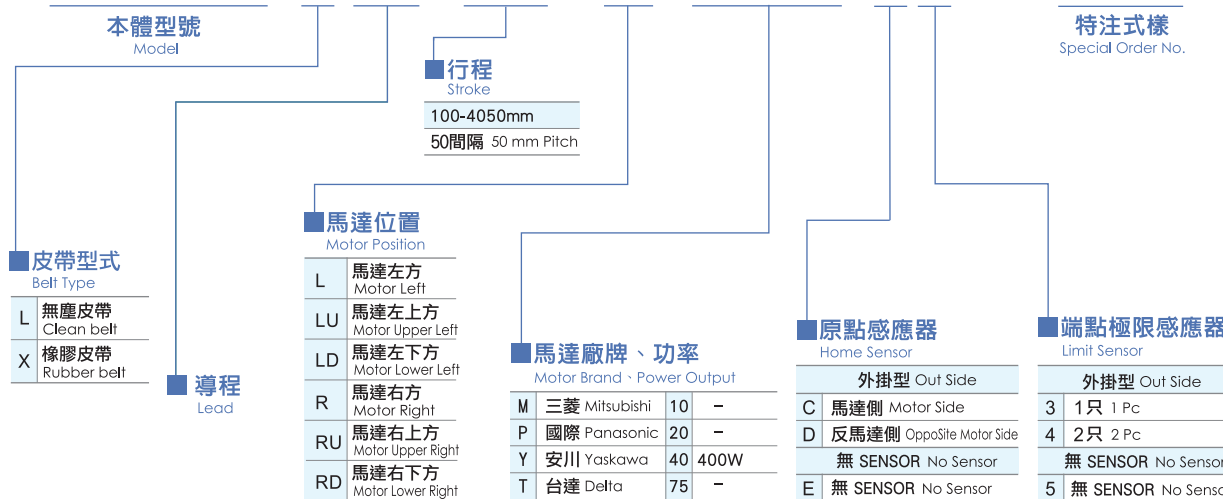 本體型號
Model
特注式樣
Special Order No.
行程
Stroke
100-4050mm
50間隔 50 mm Pitch
馬達位置
Motor Position
L 馬達左方
Motor Left
LU 馬達左上方
Motor Upper Left
LD 馬達左下方
Motor Lower Left
R 馬達右方
Motor Right
RU 馬達右上方
Motor Upper Right
RD 馬達右下方
Motor Lower Right
皮帶型式
Belt Type
L 無塵皮帶
Clean belt
X 橡膠皮帶
Rubber belt
導程
Lead
馬達廠牌、功率
Motor Brand、Power Output
M 三菱 Mitsubishi 10 –
P 國際 Panasonic 20 –
Y 安川 Yaskawa 40 400W
T 台達 Delta 75 –
原點感應器
Home Sensor
外掛型 Out Side
C 馬達側 Motor Side
D 反馬達側 OppoSite Motor Side
無 SENSOR No Sensor
E 無 SENSOR No Sensor
端點極限感應器
Limit Sensor
外掛型 Out Side
3 1只 1 Pc
4 2只 2 Pc
無 SENSOR No Sensor
5 無 SENSOR No Senso